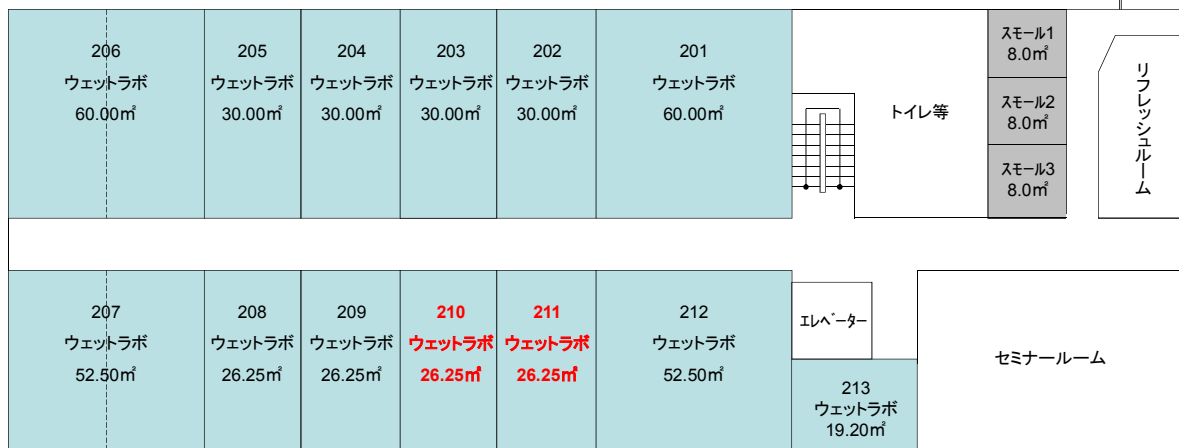 206
ウェットラボ
60.00㎡
205
ウェットラボ
30.00㎡
204
ウェットラボ
30.00㎡
203
ウェットラボ
30.00㎡
202
ウェットラボ
30.00㎡
201
ウェットラボ
60.00㎡
トイレ等
スモール1
8.0㎡
スモール2
8.0㎡
スモール3
8.0㎡
リフレッシュルーム
207
ウェットラボ
52.50㎡
208
ウェットラボ
26.25㎡
209
ウェットラボ
26.25㎡
210
ウェットラボ
26.25㎡
211
ウェットラボ
26.25㎡
212
ウェットラボ
52.50㎡
エレベーター
213
ウェットラボ
19.20㎡
セミナールーム